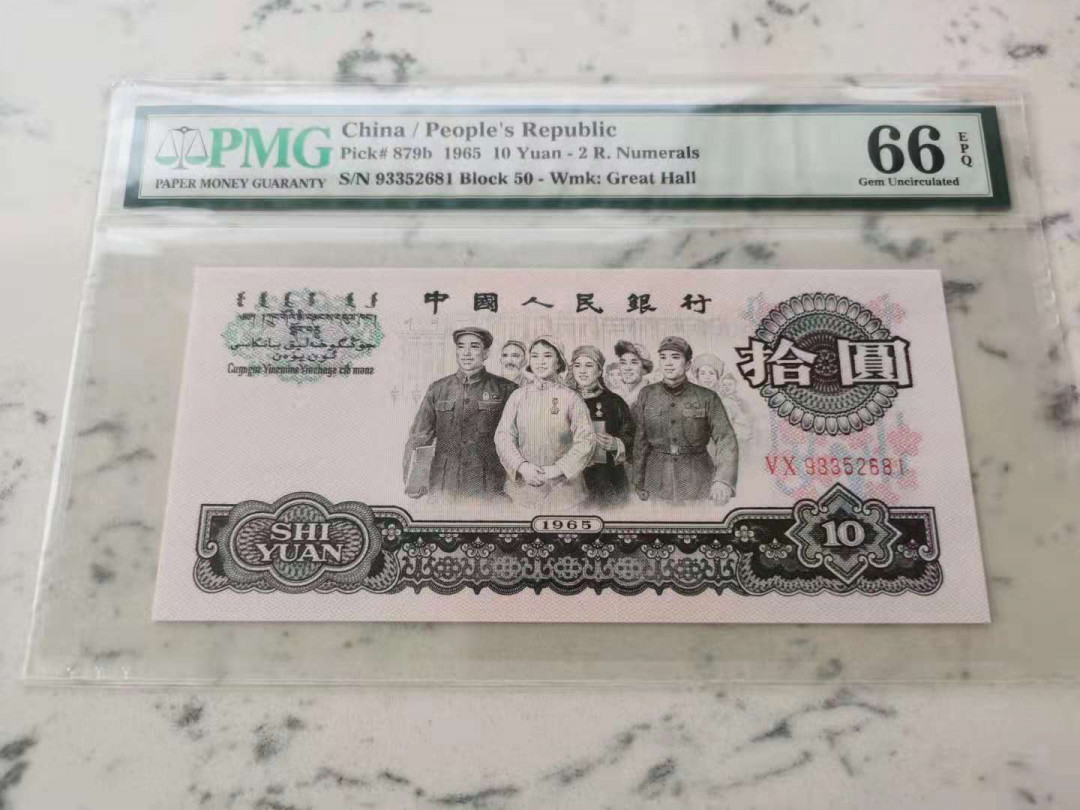 PMG
PAPER MONEY GUARANTY
China / People's Republic
Pick# 879b 1965 10 Yuan - 2 R. Numerals
S/N 93352681 Block 50 - Wmk: Great Hall
66 EPQ
Gem Uncirculated
中國人民銀行
拾圓
VX 93352681
1965
SHI
YUAN
10